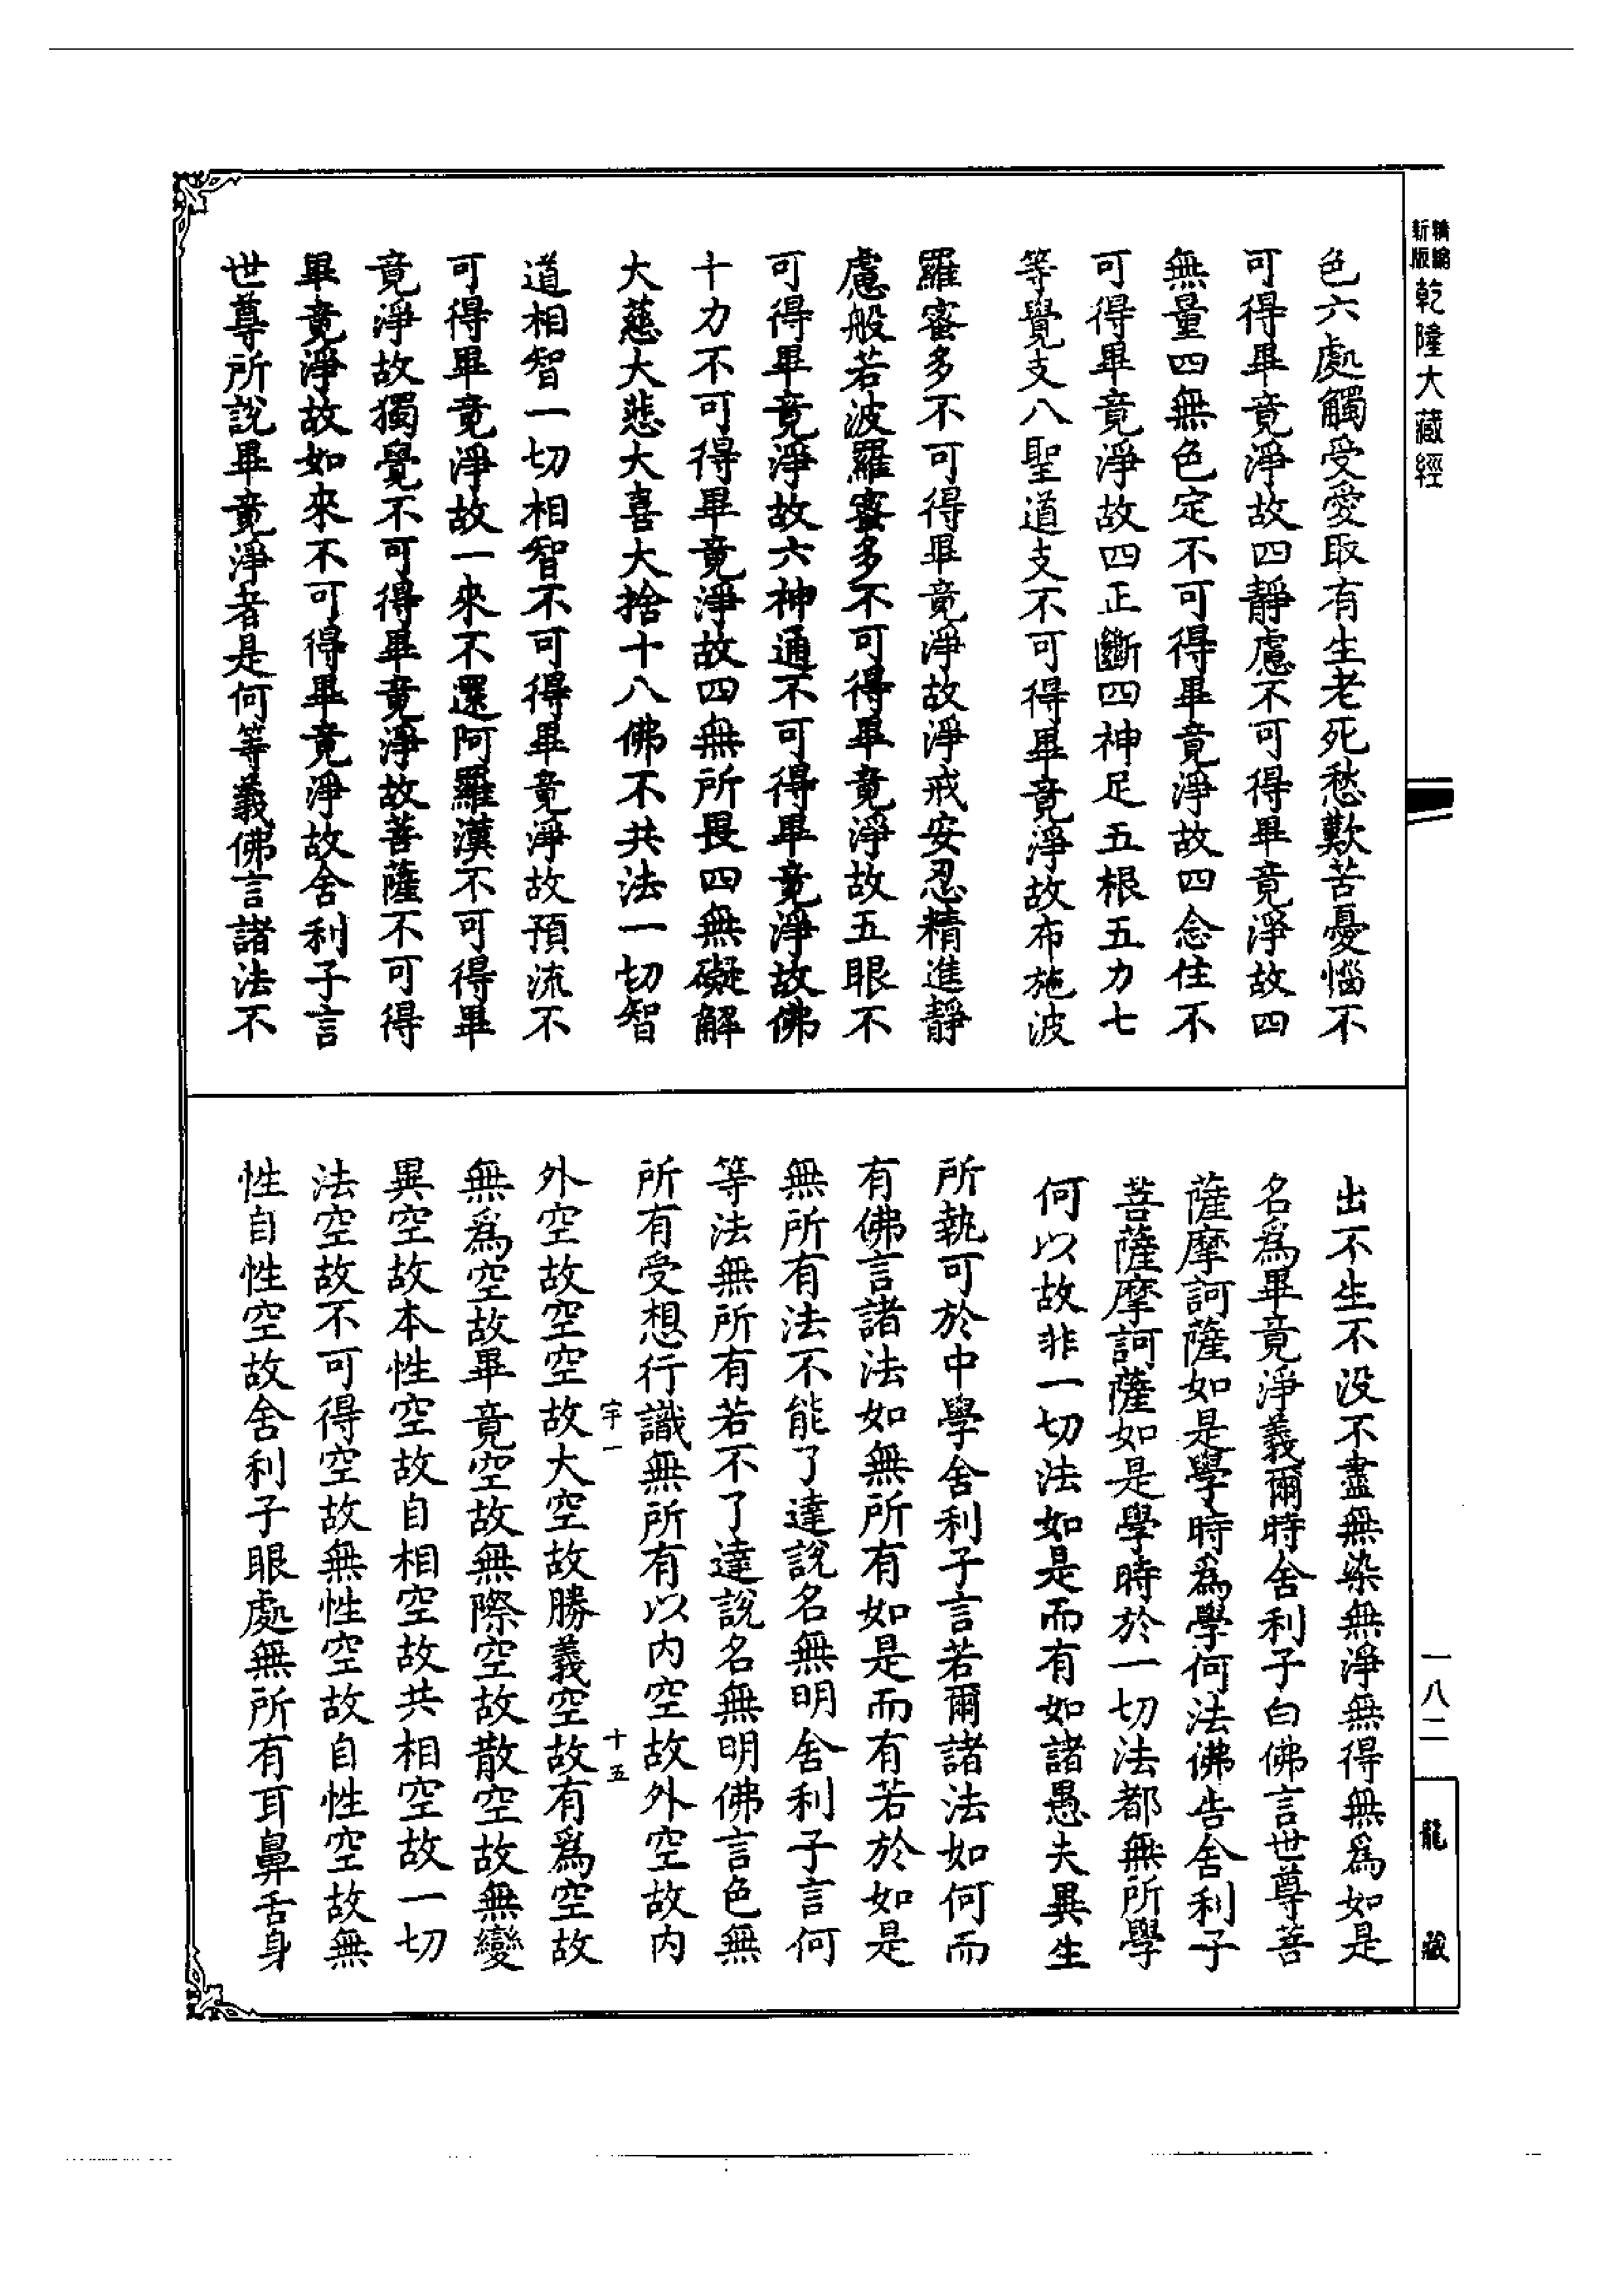 精縮新版乾隆大藏經
色六處觸受愛取有生老死愁歎苦憂惱不
可得畢竟淨故四靜慮不可得畢竟淨故四
無量四無色定不可得畢竟淨故四念住不
可得畢竟淨故四正斷四神足五根五力七
等覺支八聖道支不可得畢竟淨故布施波
羅蜜多不可得畢竟淨故淨戒安忍精進靜
慮般若波羅蜜多不可得畢竟淨故五眼不
可得畢竟淨故六神通不可得畢竟淨故佛
十力不可得畢竟淨故四無所畏四無礙解
大慈大悲大喜大捨十八佛不共法一切智
道相智一切相智不可得畢竟淨故預流不
可得畢竟淨故一來不還阿羅漢不可得畢
竟淨故獨覺不可得畢竟淨故菩薩不可得
畢竟淨故如來不可得畢竟淨故舍利子言
世尊所說畢竟淨者是何等義佛言諸法不
出不生不没不盡無染無淨無得無爲如是
名爲畢竟淨義爾時舍利子白佛言世尊菩
薩摩訶薩如是學時爲學何法佛告舍利子
菩薩摩訶薩如是學時於一切法都無所學
何以故非一切法如是而有如諸愚夫異生
所執可於中學舍利子言若爾諸法如何而
有佛言諸法如無所有如是而有若於如是
無所有法不能了達說名無明舍利子言何
等法無所有若不了達說名無明佛言色無
所有受想行識無所有以内空故外空故内
宇一 十五
外空故空空故大空故勝義空故有爲空故
無爲空故畢竟空故無際空故散空故無變
異空故本性空故自相空故共相空故一切
法空故不可得空故無性空故自性空故無
性自性空故舍利子眼處無所有耳鼻舌身
一八二
龍藏